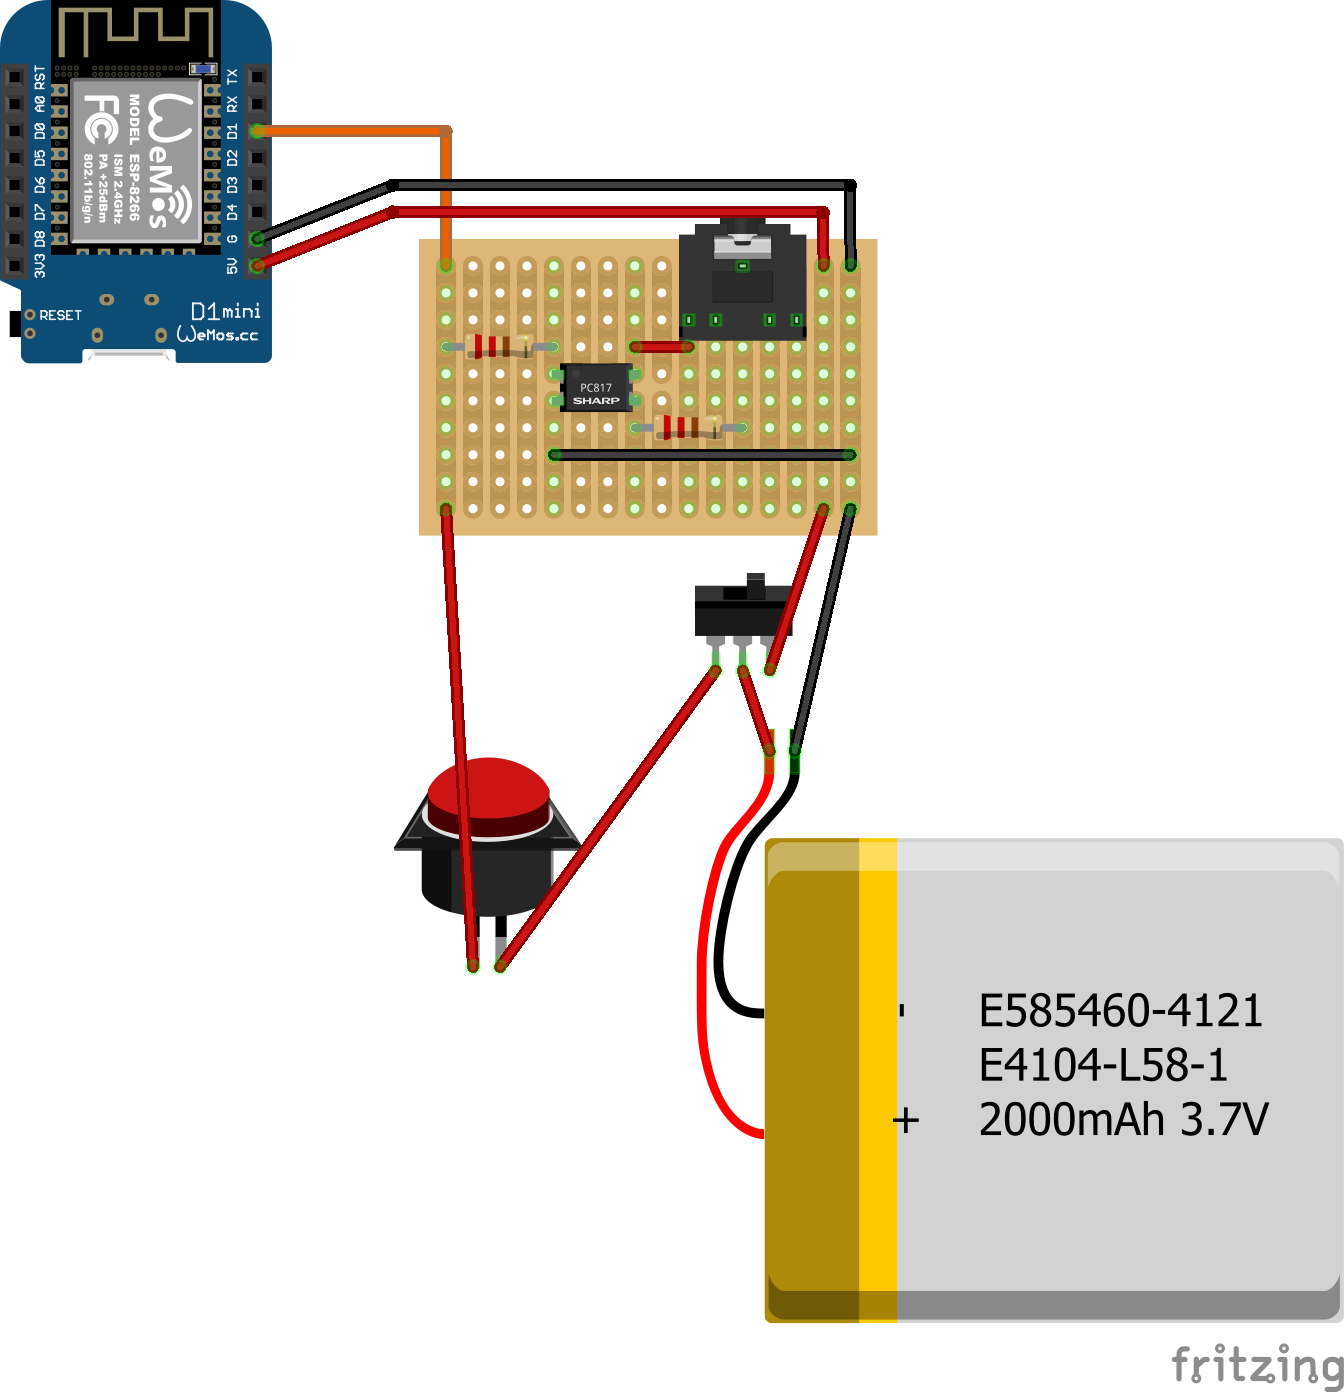 RST
A0
D0
D5
D6
D7
D8
3V3
TX
RX
D1
D2
D3
D4
G
5V
WeMos
MODEL ESP-8266
ISM 2.4GHz
PA +25dBm
802.11b/g/n
FC
RESET
D1mini
WeMos.cc
PC817
SHARP
- E585460-4121
E4104-L58-1
+ 2000mAh 3.7V
fritzing